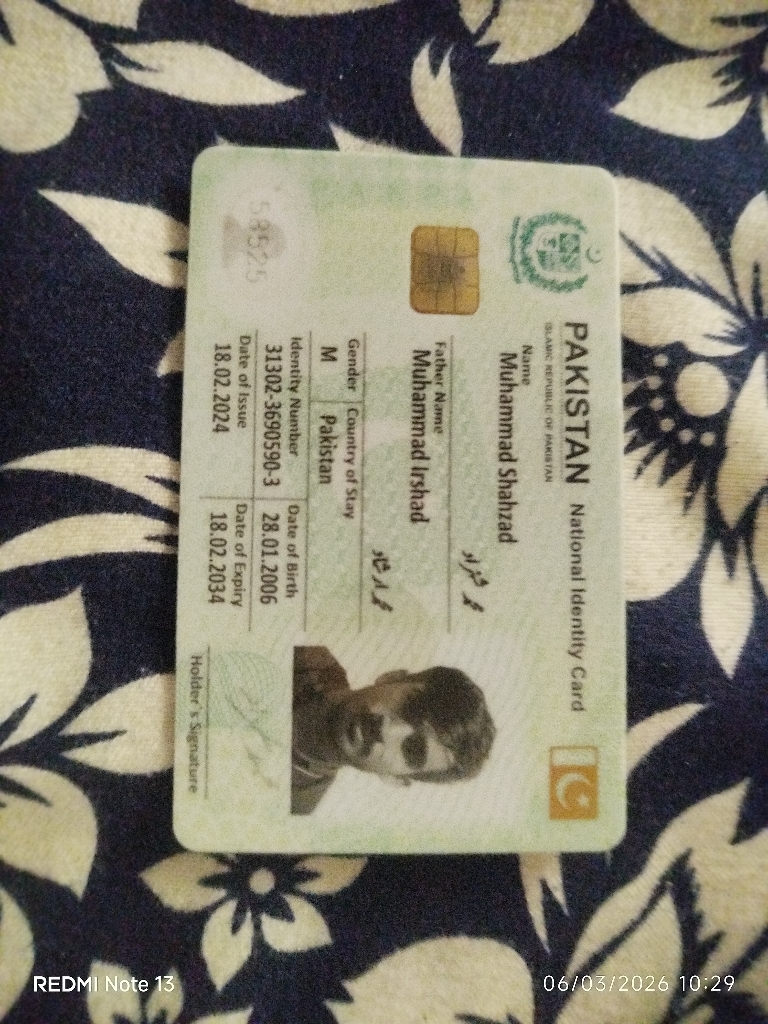 PAKISTAN National Identity Card
ISLAMIC REPUBLIC OF PAKISTAN
Name
Muhammad Shahzad
محمد شہزاد
Father Name
Muhammad Irshad
محمد ارشاد
Gender Country of Stay
M Pakistan
Identity Number Date of Birth
31302-3690590-3 28.01.2006
Date of Issue Date of Expiry
18.02.2024 18.02.2034
Holder's Signature
REDMI Note 13
06/03/2026 10:29